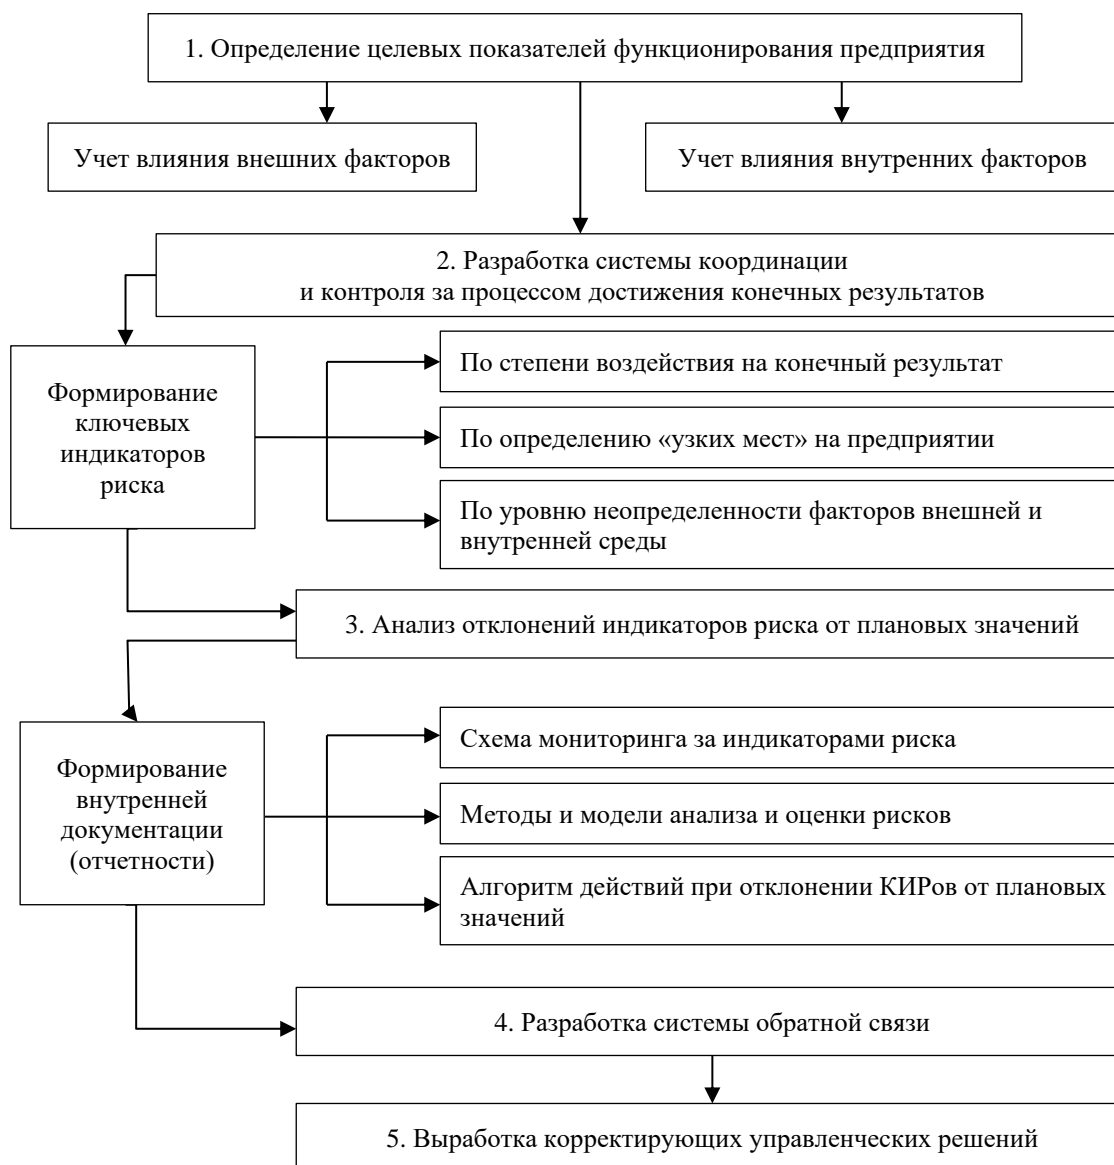 1. Определение целевых показателей функционирования предприятия
Учет влияния внешних факторов
Учет влияния внутренних факторов
2. Разработка системы координации
и контроля за процессом достижения конечных результатов
Формирование
ключевых
индикаторов
риска
По степени воздействия на конечный результат
По определению «узких мест» на предприятии
По уровню неопределенности факторов внешней и
внутренней среды
3. Анализ отклонений индикаторов риска от плановых значений
Формирование
внутренней
документации
(отчетности)
Схема мониторинга за индикаторами риска
Методы и модели анализа и оценки рисков
Алгоритм действий при отклонении КИРов от плановых
значений
4. Разработка системы обратной связи
5. Выработка корректирующих управленческих решений